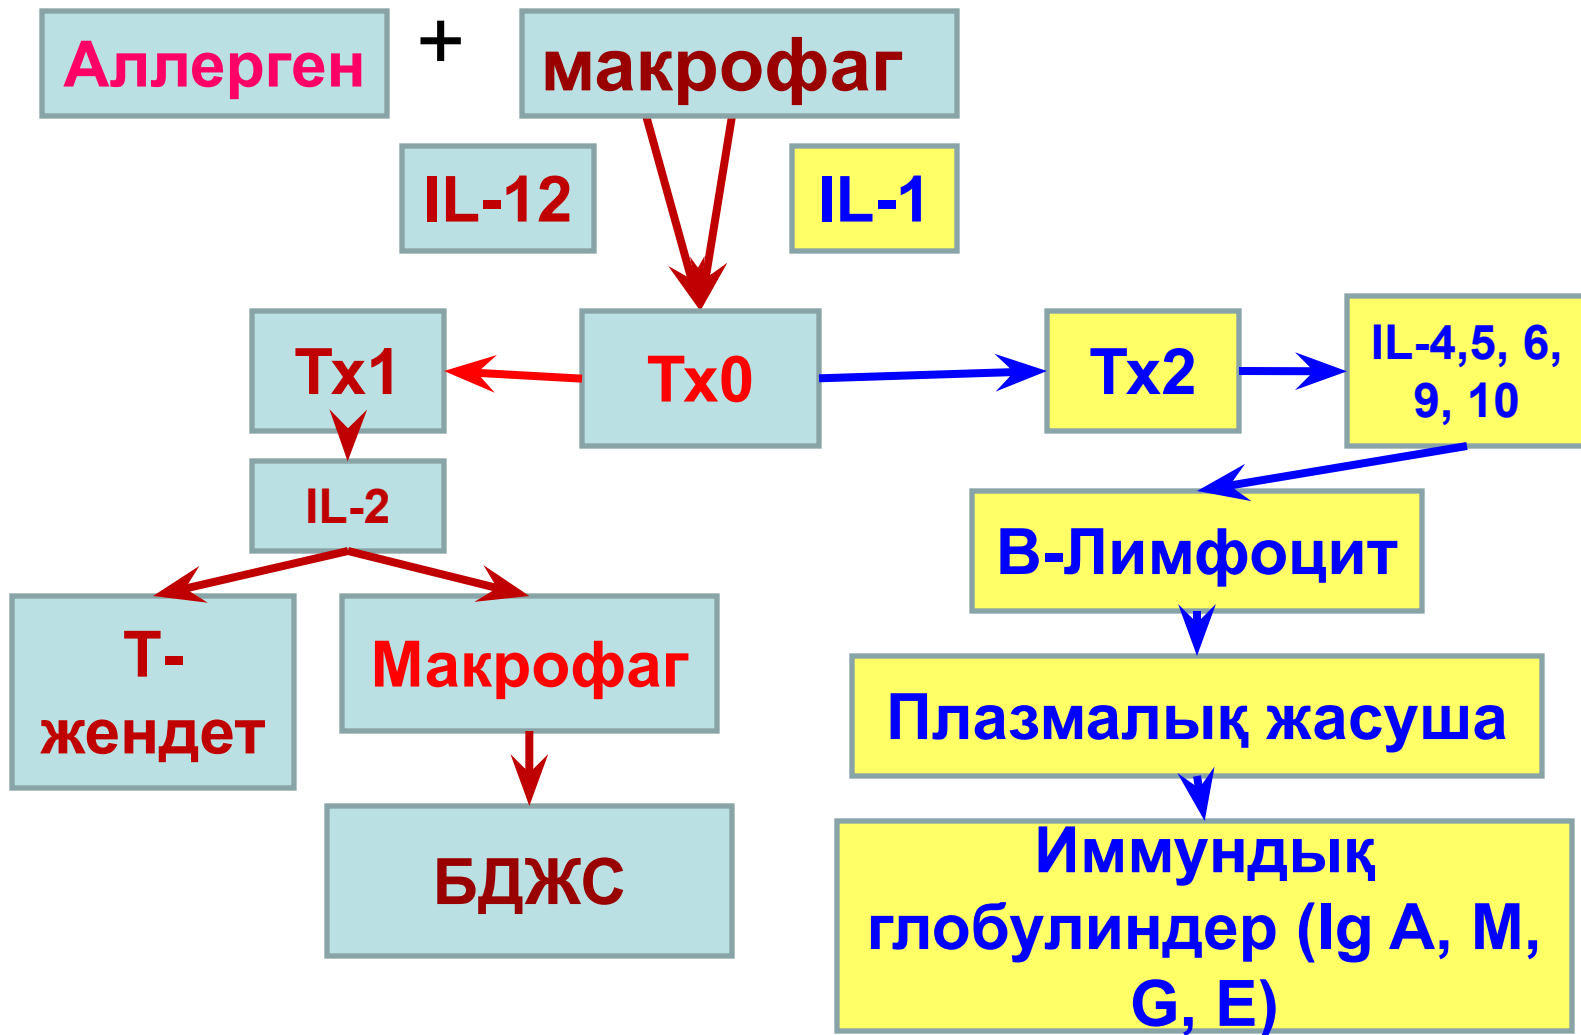 Аллерген + макрофаг
IL-12
IL-1
Тх1
Тх0
Тх2
IL-4,5, 6,
9, 10
IL-2
В-Лимфоцит
Т-
жендет
Макрофаг
Плазмалық жасуша
БДЖС
Иммундық
глобулиндер (Ig A, M,
G, E)